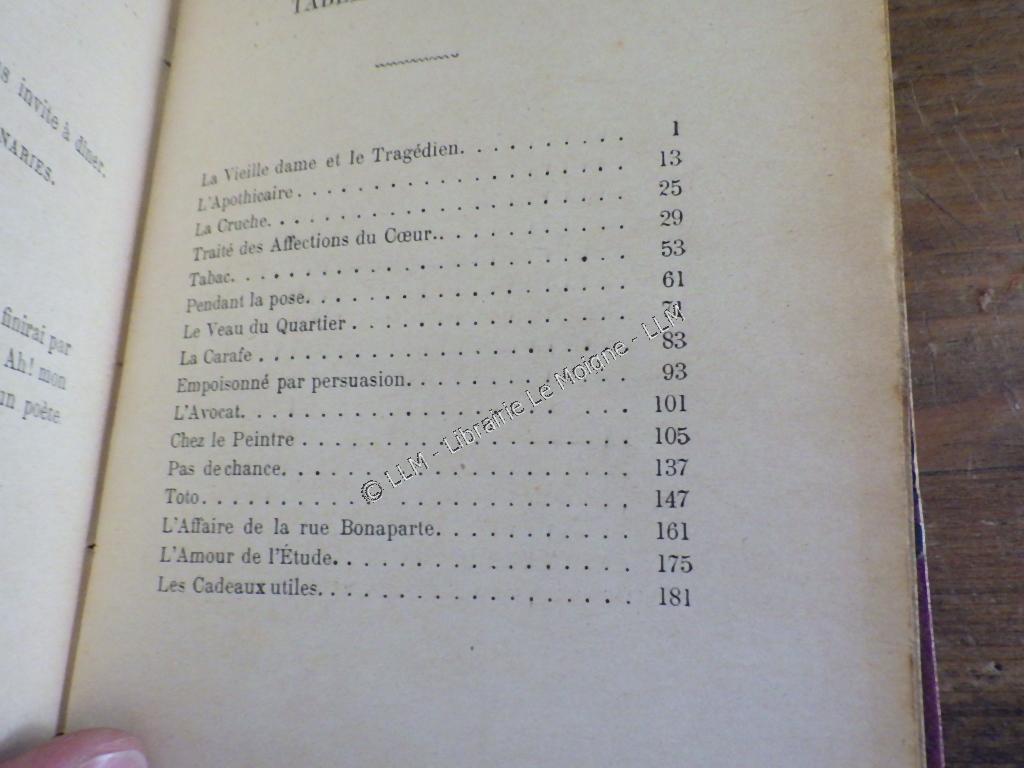 us invite à dîner.
NARIES.
finirai par
Ah! mon
un poète.
TABLE
La Vieille dame et le Tragédien. . . . . . . . . . 1
L'Apothicaire . . . . . . . . . . . . . . . . . . 13
La Cruche. . . . . . . . . . . . . . . . . . . 25
Traité des Affections du Cœur. . . . . . . . . . . 29
Tabac. . . . . . . . . . . . . . . . . . . . . 53
Pendant la pose. . . . . . . . . . . . . . . . . 61
Le Veau du Quartier . . . . . . . . . . . . . . . 71
La Carafe . . . . . . . . . . . . . . . . . . . 83
Empoisonné par persuasion. . . . . . . . . . . . 93
L'Avocat. . . . . . . . . . . . . . . . . . . . 101
Chez le Peintre . . . . . . . . . . . . . . . . . 105
Pas de chance. . . . . . . . . . . . . . . . . . 137
Toto. . . . . . . . . . . . . . . . . . . . . . 147
L'Affaire de la rue Bonaparte. . . . . . . . . . . 161
L'Amour de l'Étude. . . . . . . . . . . . . . . . 175
Les Cadeaux utiles. . . . . . . . . . . . . . . . 181
© LLM - Librairie Le Moigne - LLM